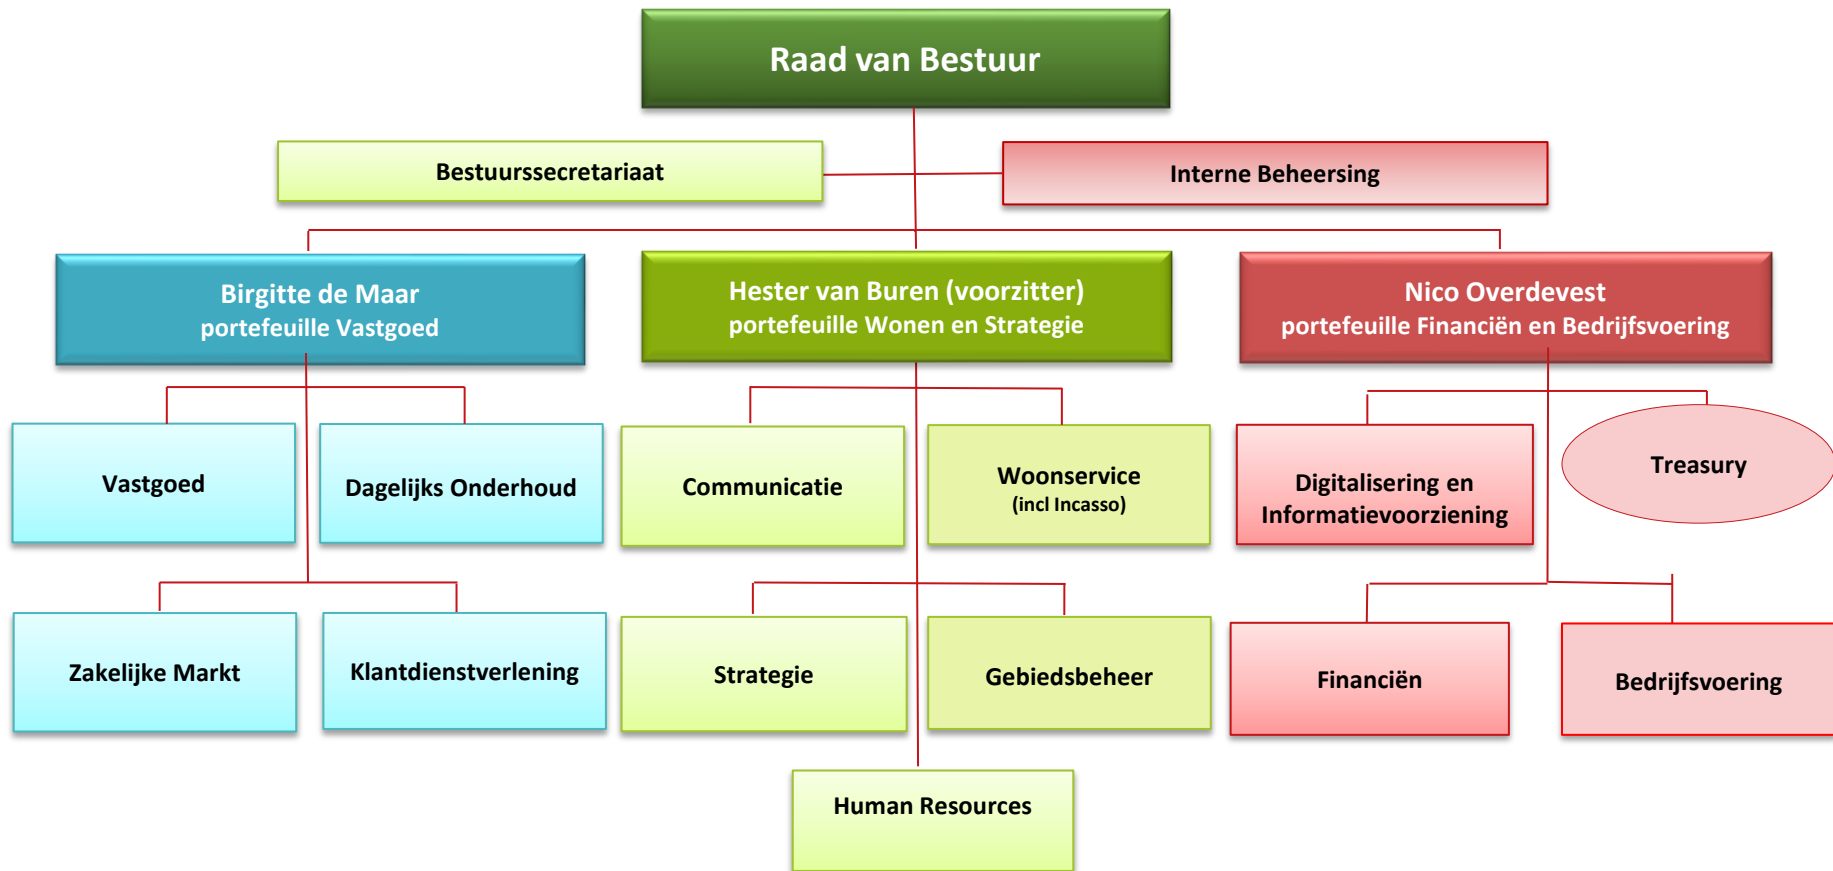 Raad van Bestuur
Bestuurssecretariaat
Interne Beheersing
Birgitte de Maar
portefeuille Vastgoed
Hester van Buren (voorzitter)
portefeuille Wonen en Strategie
Nico Overdevest
portefeuille Financiën en Bedrijfsvoering
Vastgoed
Dagelijks Onderhoud
Communicatie
Woonservice
(incl Incasso)
Digitalisering en
Informatievoorziening
Treasury
Zakelijke Markt
Klantdienstverlening
Strategie
Gebiedsbeheer
Financiën
Bedrijfsvoering
Human Resources